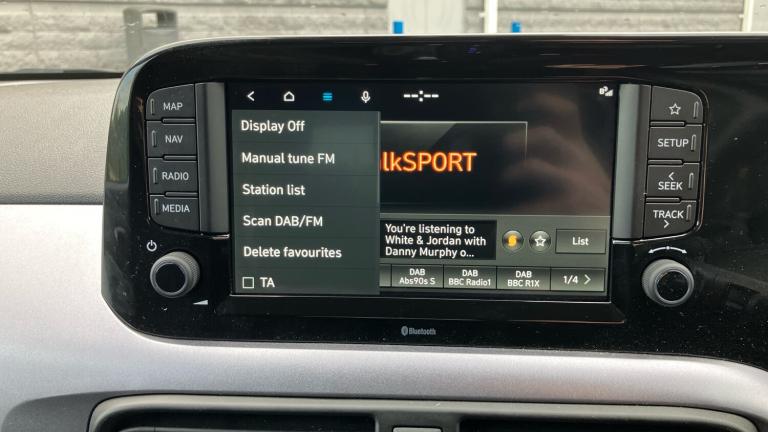 MAP
NAV
RADIO
MEDIA
--:--
Display Off
Manual tune FM
Station list
Scan DAB/FM
Delete favourites
TA
lkSPORT
You're listening to
White & Jordan with
Danny Murphy o...
List
DAB
Abs90s S
DAB
BBC Radio1
DAB
BBC R1X
1/4 >
SETUP
<
SEEK
TRACK
>
Bluetooth